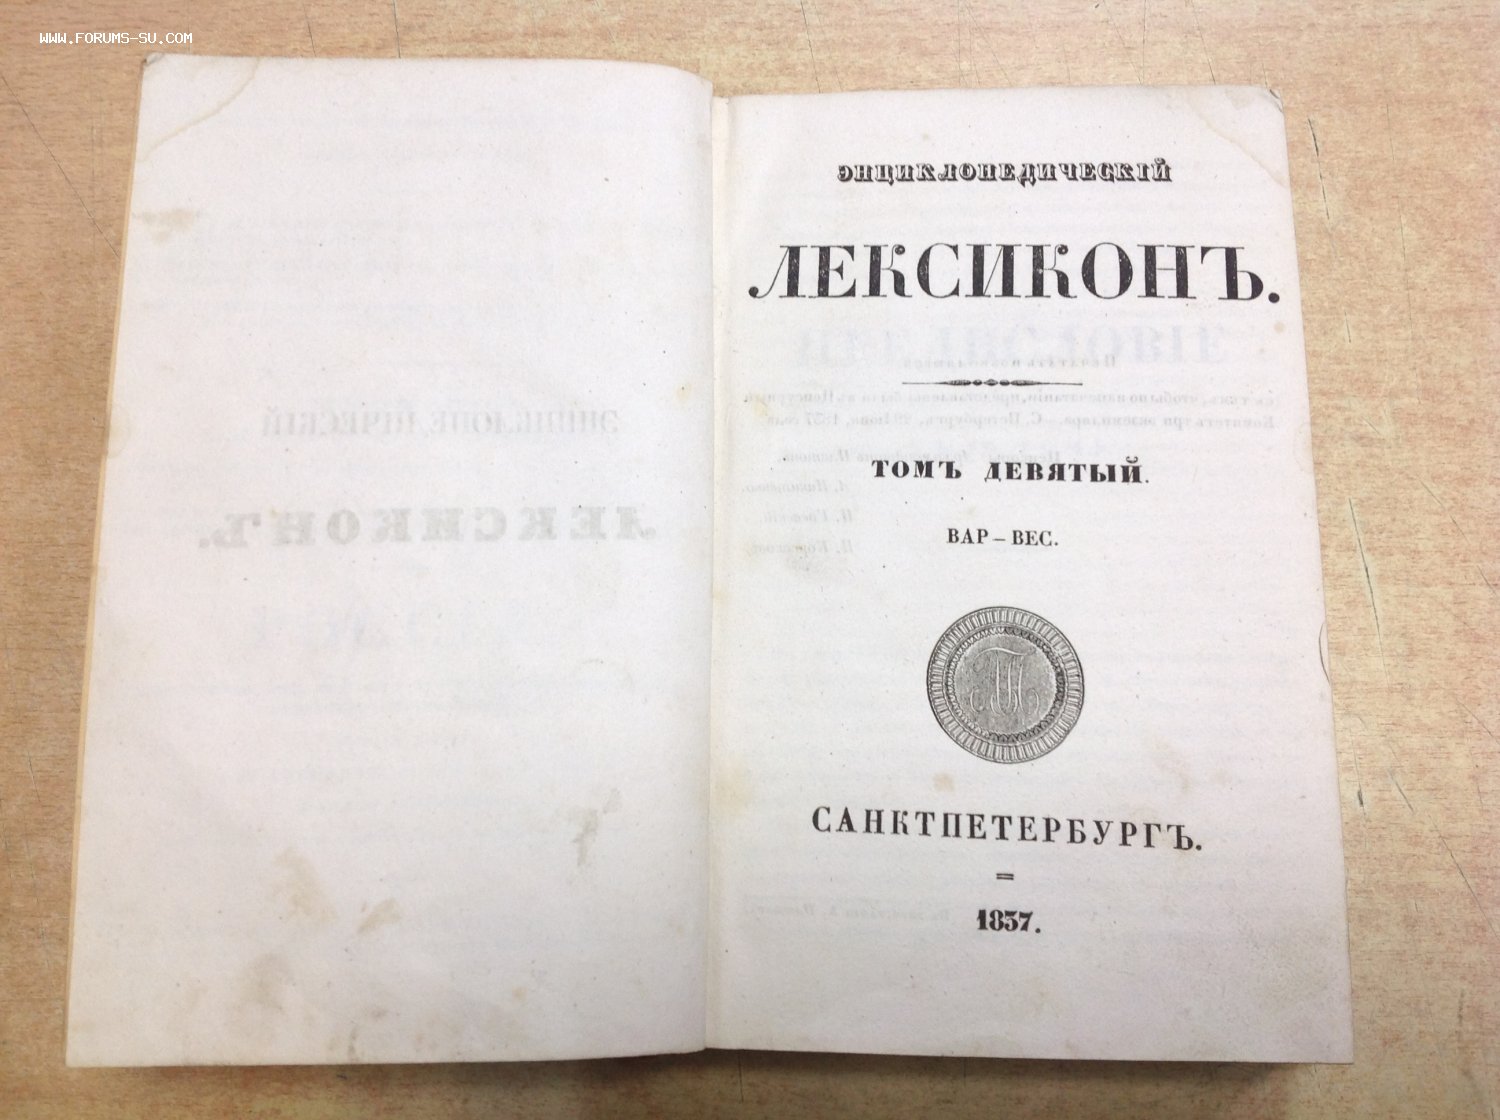 WWW.FORUMS-SU.COM
ЭНЦИКЛОПЕДИЧЕСКІЙ
ЛЕКСИКОНЪ.
ТОМЪ ДЕВЯТЫЙ.
ВАР – ВЕС.
САНКТПЕТЕРБУРГЪ.
1837.